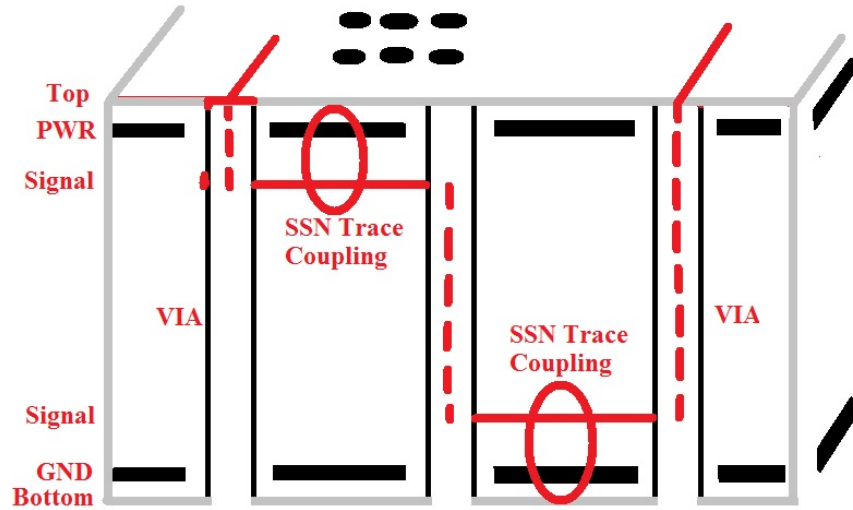 Top
PWR
Signal
SSN Trace
Coupling
VIA
SSN Trace
Coupling
VIA
Signal
GND
Bottom